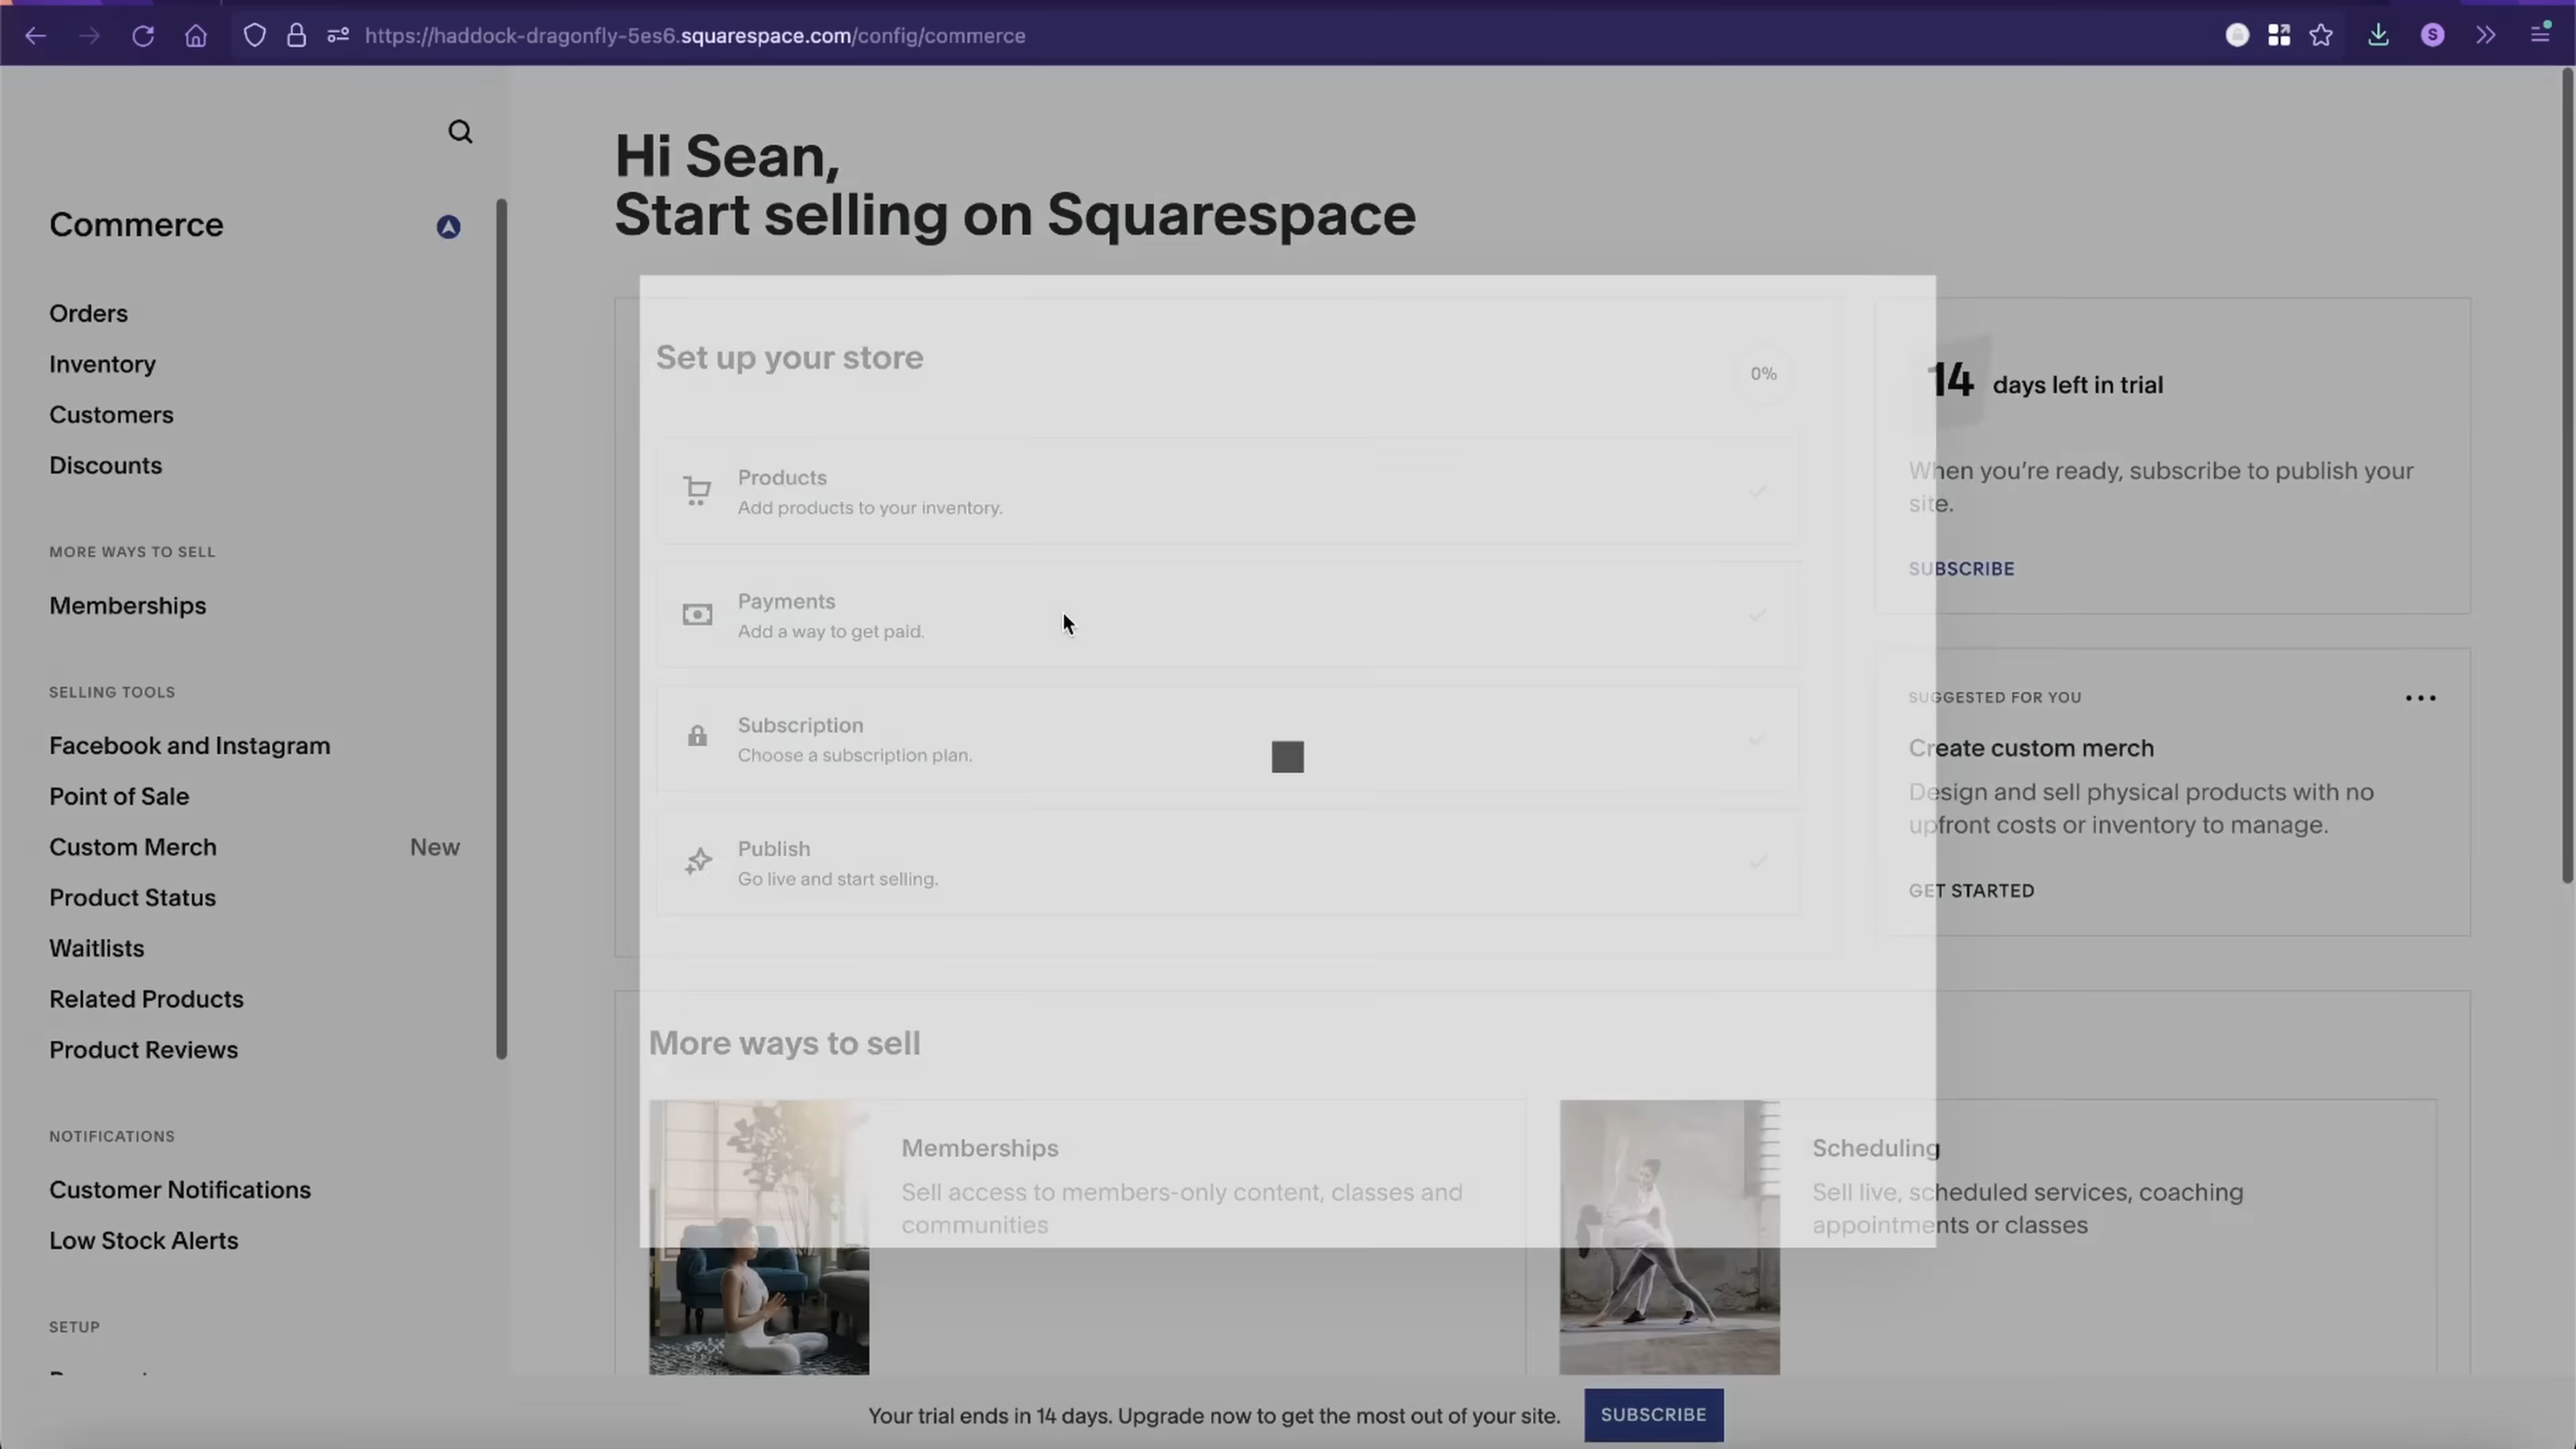 https://haddock-dragonfly-5es6.squarespace.com/config/commerce
S
Commerce
Orders
Inventory
Customers
Discounts
MORE WAYS TO SELL
Memberships
SELLING TOOLS
Facebook and Instagram
Point of Sale
Custom Merch New
Product Status
Waitlists
Related Products
Product Reviews
NOTIFICATIONS
Customer Notifications
Low Stock Alerts
SETUP
Hi Sean,
Start selling on Squarespace
Set up your store
0%
Products
Add products to your inventory.
Payments
Add a way to get paid.
Subscription
Choose a subscription plan.
Publish
Go live and start selling.
14 days left in trial
When you're ready, subscribe to publish your
site.
SUBSCRIBE
SUGGESTED FOR YOU
Create custom merch
Design and sell physical products with no
upfront costs or inventory to manage.
GET STARTED
More ways to sell
Memberships
Sell access to members-only content, classes and
communities
Scheduling
Sell live, scheduled services, coaching
appointments or classes
Your trial ends in 14 days. Upgrade now to get the most out of your site.
SUBSCRIBE